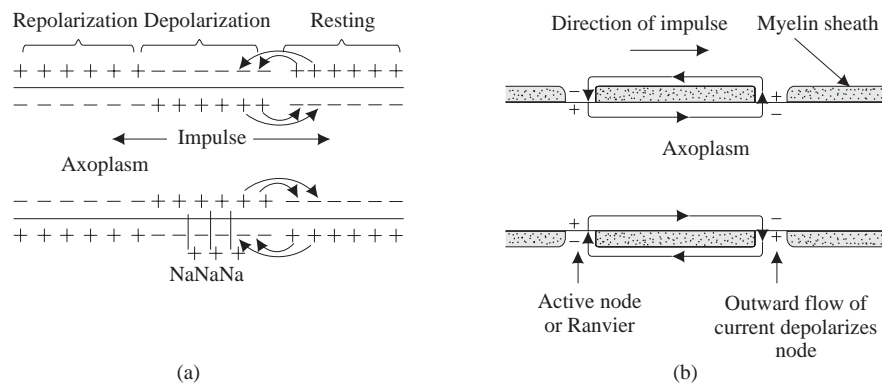 Repolarization Depolarization Resting
+ + + + + + + – – – – – – + + + + + + +
– – – – – – – + + + + + + – – – – – –
Impulse
Axoplasm
– – – – – – – + + + + + + – – – – – –
+ + + + + + – – – – – – + + + + + + +
+ + +
NaNaNa
(a)
Direction of impulse
Myelin sheath
– +
+ –
Axoplasm
+ –
– +
Active node
or Ranvier
Outward flow of
current depolarizes
node
(b)